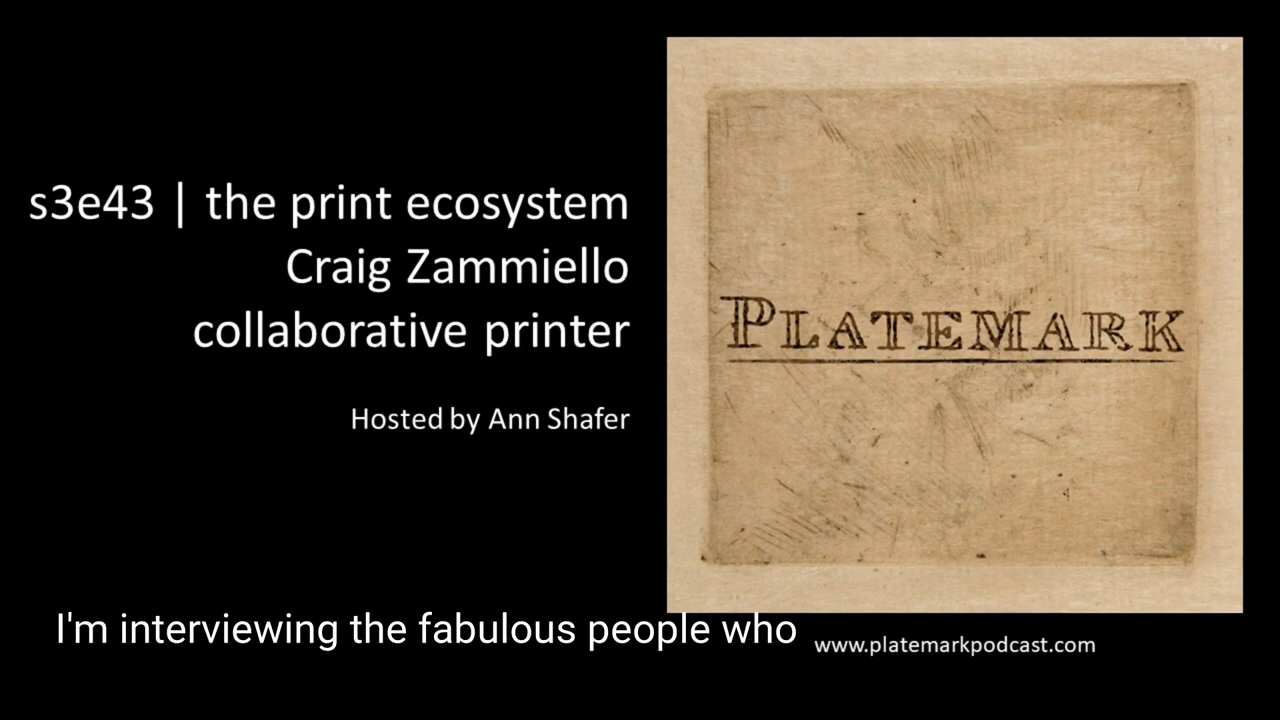 s3e43 | the print ecosystem
Craig Zammiello
collaborative printer
Hosted by Ann Shafer
PLATEMARK
I'm interviewing the fabulous people who
www.platemarkpodcast.com